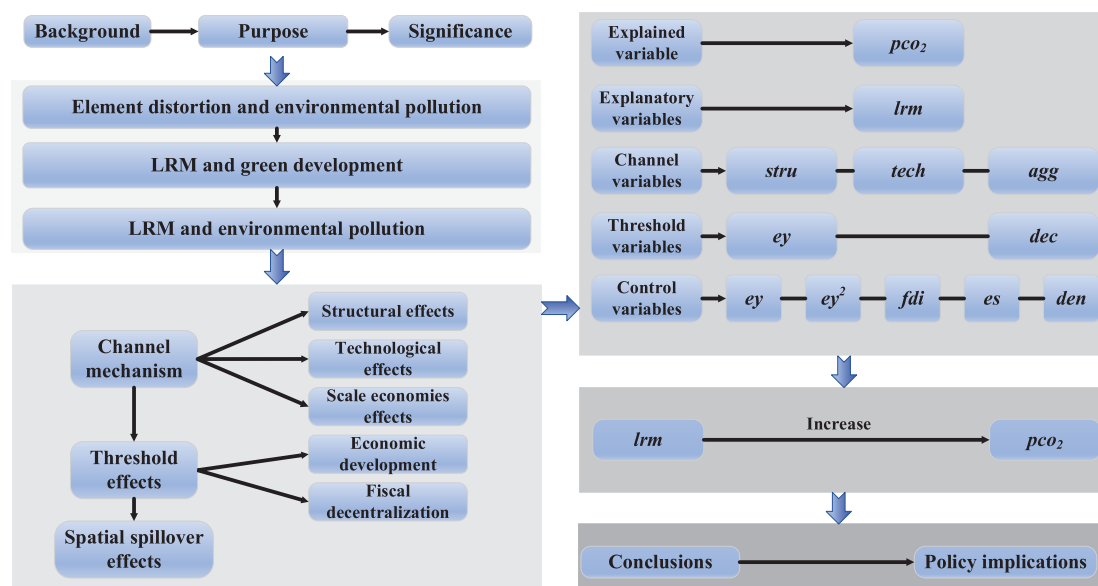 Background
Purpose
Significance
Element distortion and environmental pollution
LRM and green development
LRM and environmental pollution
Channel
mechanism
Structural effects
Technological
effects
Scale economies
effects
Threshold
effects
Economic
development
Fiscal
decentralization
Spatial spillover
effects
Explained
variable
pco₂
Explanatory
variables
lrm
Channel
variables
stru
tech
agg
Threshold
variables
ey
dec
Control
variables
ey
ey²
fdi
es
den
lrm
Increase
pco₂
Conclusions
Policy implications